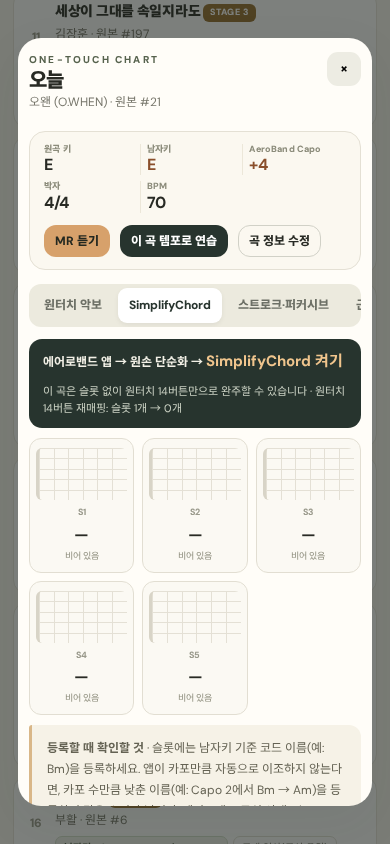 세상이 그대를 속일지라도 STAGE 3
11 김장훈 · 원본 #197
ONE-TOUCH CHART
오늘
오왠 (O.WHEN) · 원본 #21
×
원곡 키 남자키 AeroBand Capo
E E +4
박자 BPM
4/4 70
MR 듣기 이 곡 템포로 연습 곡 정보 수정
원터치 악보 SimplifyChord 스트로크·퍼커시브
에어로밴드 앱 → 왼손 단순화 → SimplifyChord 켜기
이 곡은 슬롯 없이 원터치 14버튼만으로 완주할 수 있습니다 · 원터치
14버튼 재매핑: 슬롯 1개 → 0개
S1 S2 S3
— — —
비어 있음 비어 있음 비어 있음
S4 S5
— —
비어 있음 비어 있음
등록할 때 확인할 것 · 슬롯에는 남자키 기준 코드 이름(예:
Bm)을 등록하세요. 앱이 카포만큼 자동으로 이조하지 않는다
면, 카포 수만큼 낮춘 이름(예: Capo 2에서 Bm → Am)을 등
16 부활 · 원본 #6